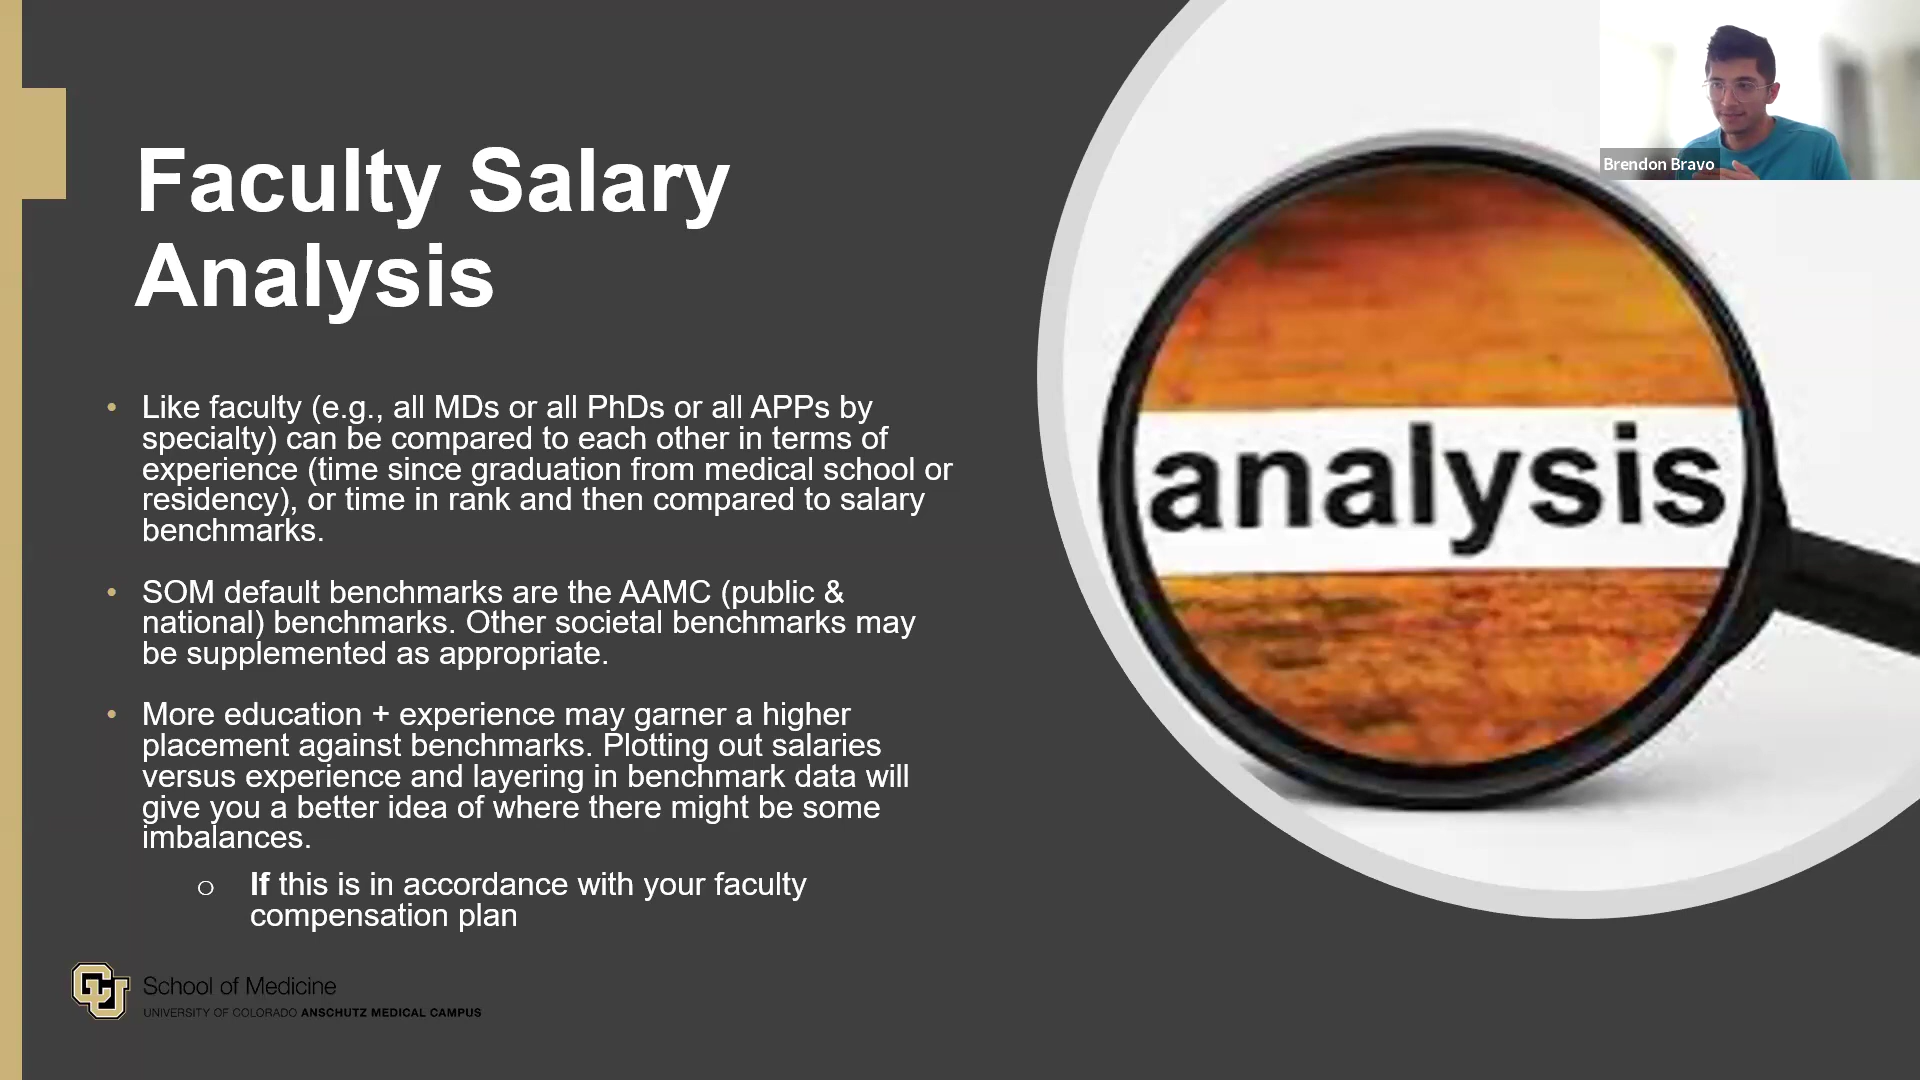 Brendon Bravo
Faculty Salary
Analysis
• Like faculty (e.g., all MDs or all PhDs or all APPs by
specialty) can be compared to each other in terms of
experience (time since graduation from medical school or
residency), or time in rank and then compared to salary
benchmarks.
• SOM default benchmarks are the AAMC (public &
national) benchmarks. Other societal benchmarks may
be supplemented as appropriate.
• More education + experience may garner a higher
placement against benchmarks. Plotting out salaries
versus experience and layering in benchmark data will
give you a better idea of where there might be some
imbalances.
o If this is in accordance with your faculty
compensation plan
analysis
CU
School of Medicine
UNIVERSITY OF COLORADO ANSCHUTZ MEDICAL CAMPUS